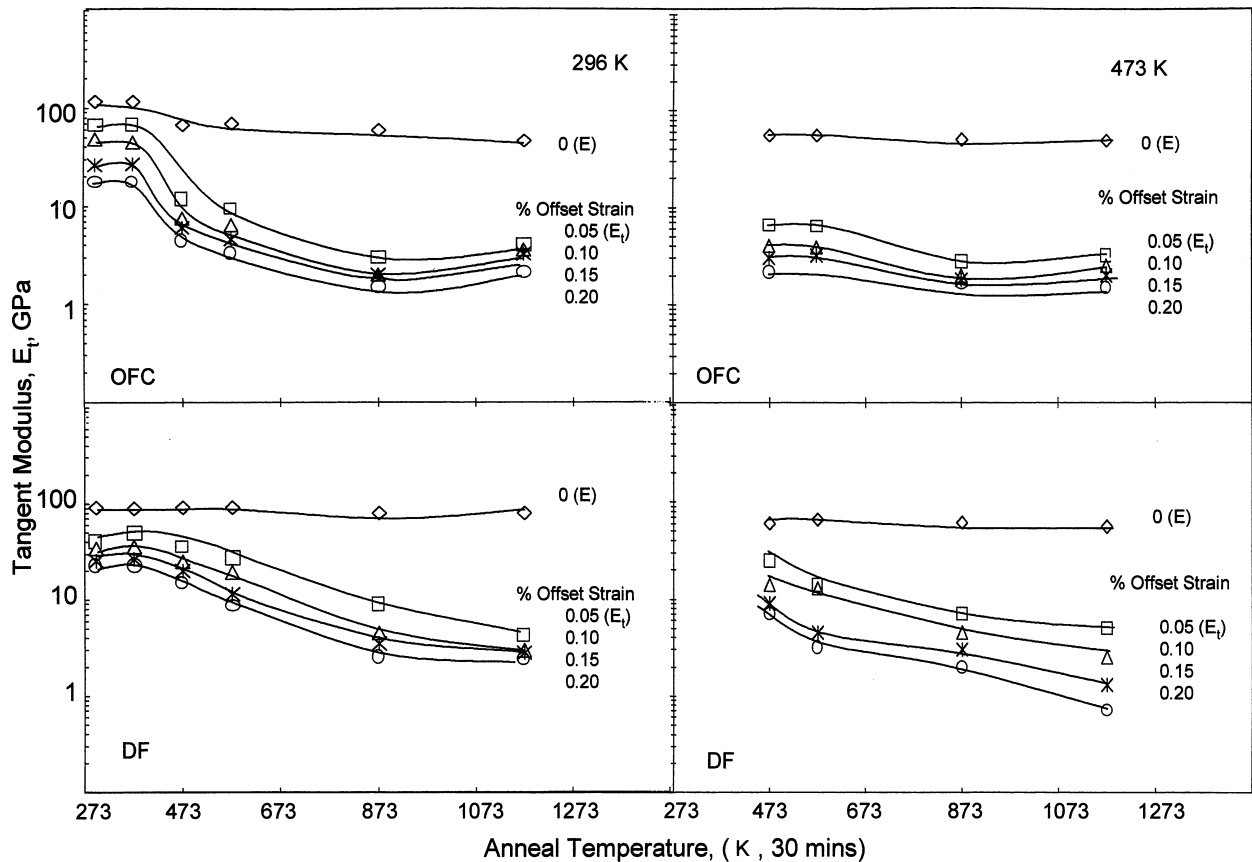 296 K
473 K
100
10
1
0 (E)
% Offset Strain
0.05 (Eₜ)
0.10
0.15
0.20
OFC
0 (E)
% Offset Strain
0.05 (Eₜ)
0.10
0.15
0.20
OFC
Tangent Modulus, Eₜ, GPa
100
10
1
0 (E)
% Offset Strain
0.05 (Eₜ)
0.10
0.15
0.20
DF
0 (E)
% Offset Strain
0.05 (Eₜ)
0.10
0.15
0.20
DF
273 473 673 873 1073 1273 273 473 673 873 1073 1273
Anneal Temperature, ( K , 30 mins)